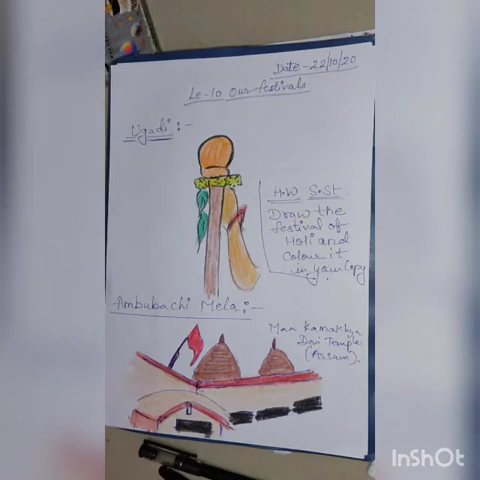 Date-22/10/20
Le-10 Our festivals
Ugadi:-
H.W S.St.
Draw the
festival of
Holi and
Colour it
in your Copy.
Ambubachi Mela:-
Maa Kamakhya
Devi Temple
(Assam).
InShOt